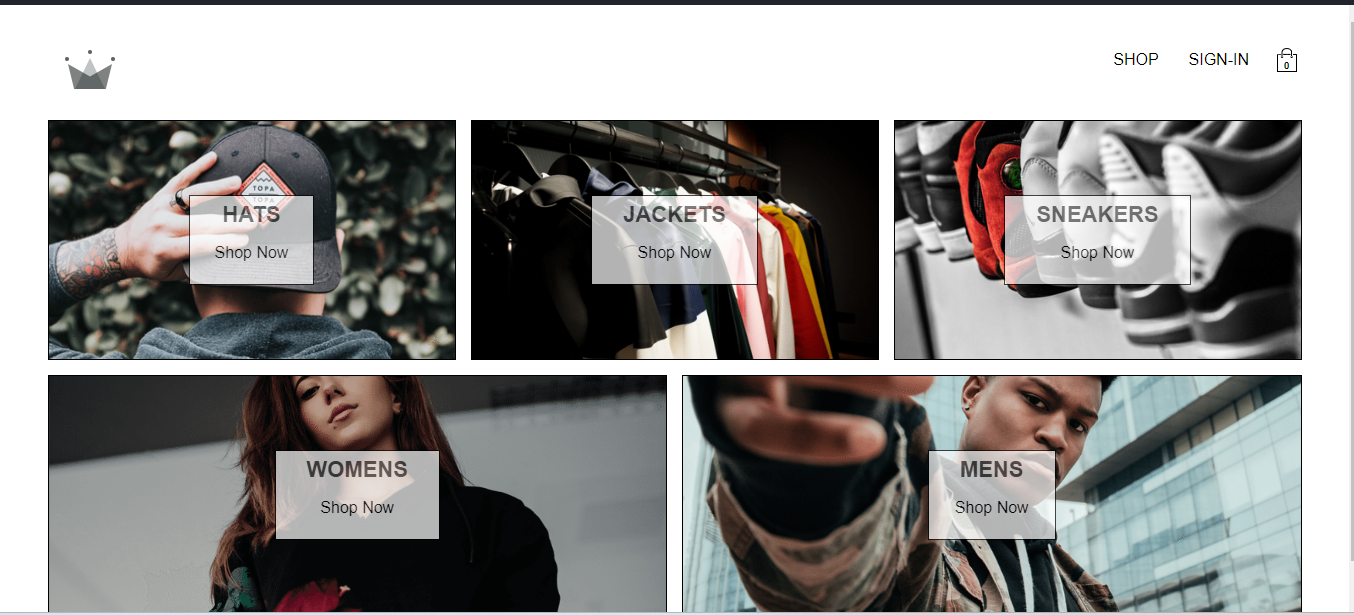 SHOP
SIGN-IN
0
TOPA
TOPA
HATS
Shop Now
JACKETS
Shop Now
SNEAKERS
Shop Now
WOMENS
Shop Now
MENS
Shop Now